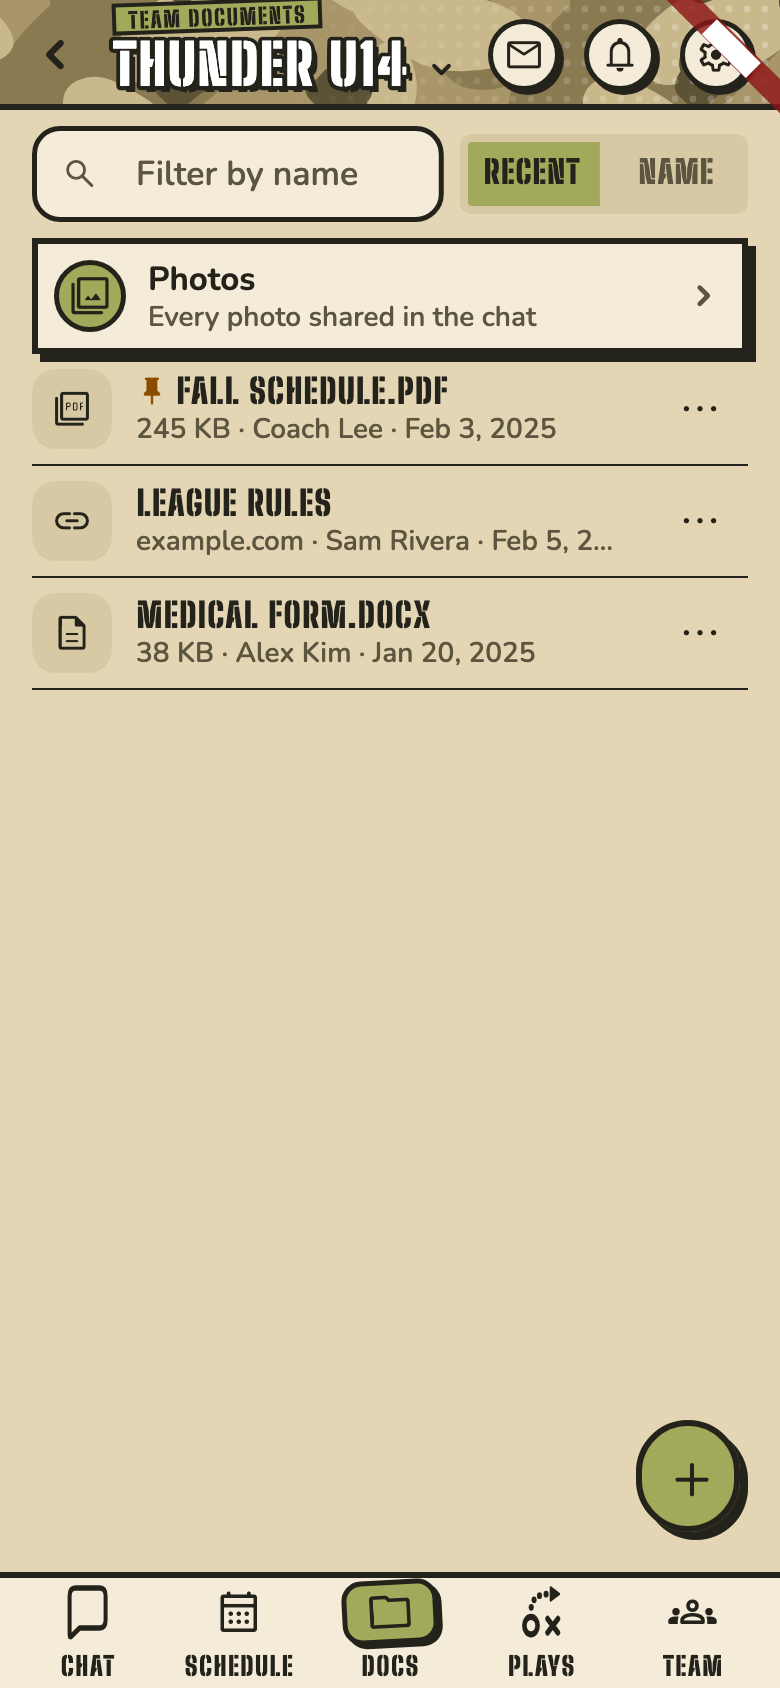 TEAM DOCUMENTS
THUNDER U14
Filter by name
RECENT
NAME
Photos
Every photo shared in the chat
PDF
FALL SCHEDULE.PDF
245 KB · Coach Lee · Feb 3, 2025
LEAGUE RULES
example.com · Sam Rivera · Feb 5, 2...
MEDICAL FORM.DOCX
38 KB · Alex Kim · Jan 20, 2025
CHAT
SCHEDULE
DOCS
PLAYS
TEAM